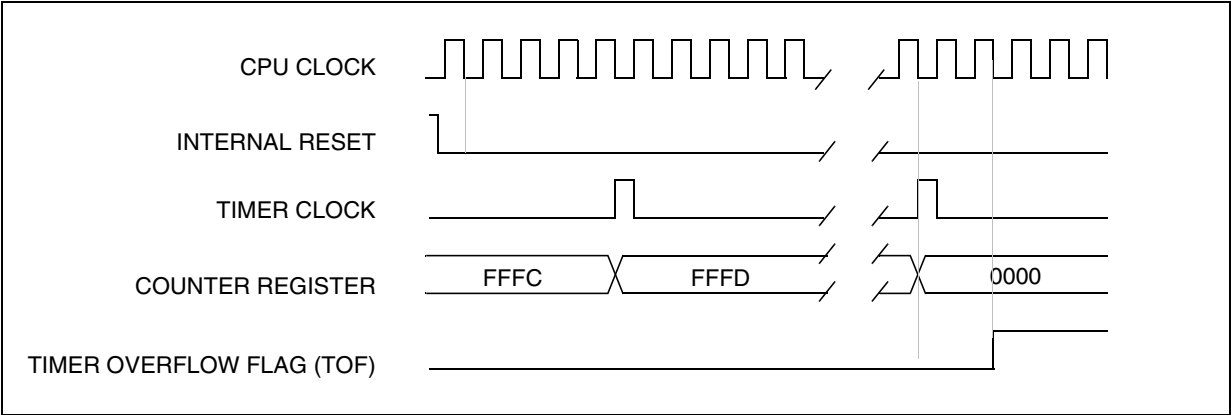 CPU CLOCK
INTERNAL RESET
TIMER CLOCK
COUNTER REGISTER
FFFC
FFFD
0000
TIMER OVERFLOW FLAG (TOF)